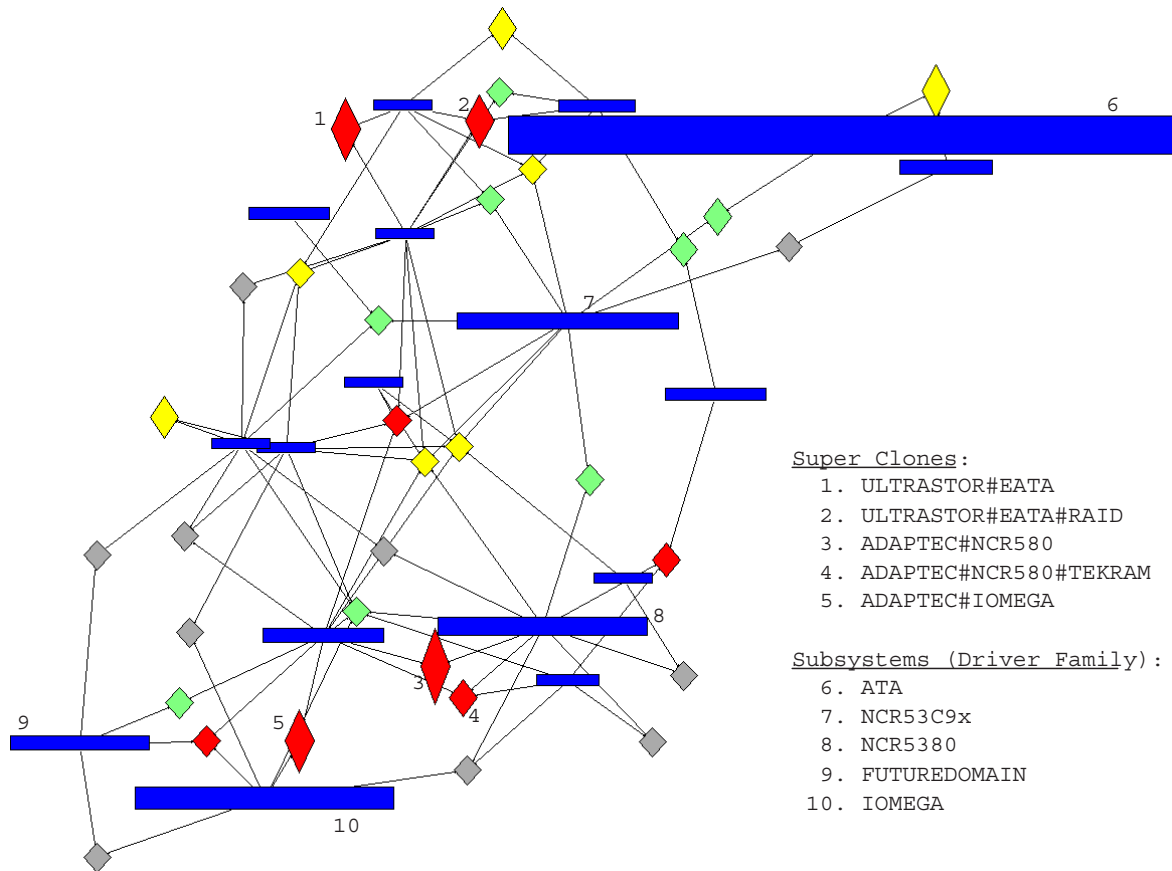 1
2
6
7
8
3
4
9
5
10
Super Clones:
1. ULTRASTOR#EATA
2. ULTRASTOR#EATA#RAID
3. ADAPTEC#NCR580
4. ADAPTEC#NCR580#TEKRAM
5. ADAPTEC#IOMEGA
Subsystems (Driver Family):
6. ATA
7. NCR53C9x
8. NCR5380
9. FUTUREDOMAIN
10. IOMEGA